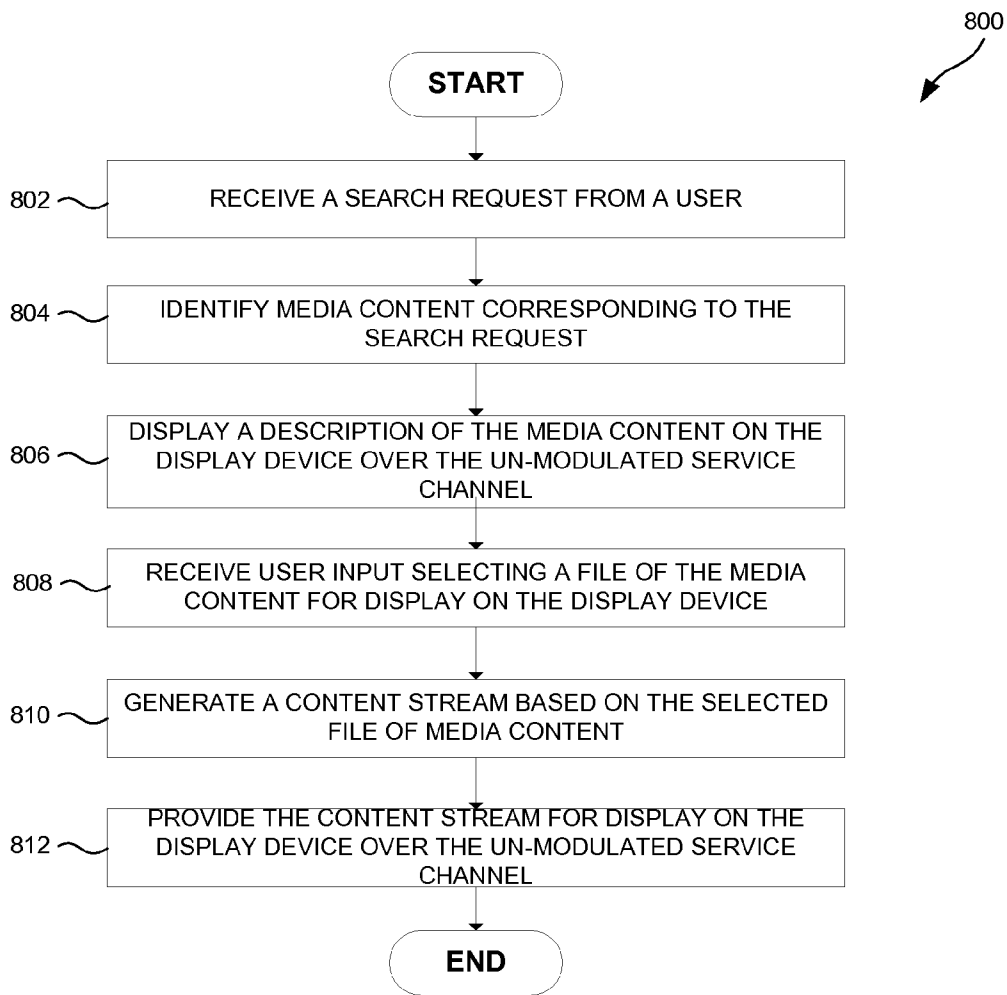 800
START
802
RECEIVE A SEARCH REQUEST FROM A USER
804
IDENTIFY MEDIA CONTENT CORRESPONDING TO THE
SEARCH REQUEST
806
DISPLAY A DESCRIPTION OF THE MEDIA CONTENT ON THE
DISPLAY DEVICE OVER THE UN-MODULATED SERVICE
CHANNEL
808
RECEIVE USER INPUT SELECTING A FILE OF THE MEDIA
CONTENT FOR DISPLAY ON THE DISPLAY DEVICE
810
GENERATE A CONTENT STREAM BASED ON THE SELECTED
FILE OF MEDIA CONTENT
812
PROVIDE THE CONTENT STREAM FOR DISPLAY ON THE
DISPLAY DEVICE OVER THE UN-MODULATED SERVICE
CHANNEL
END